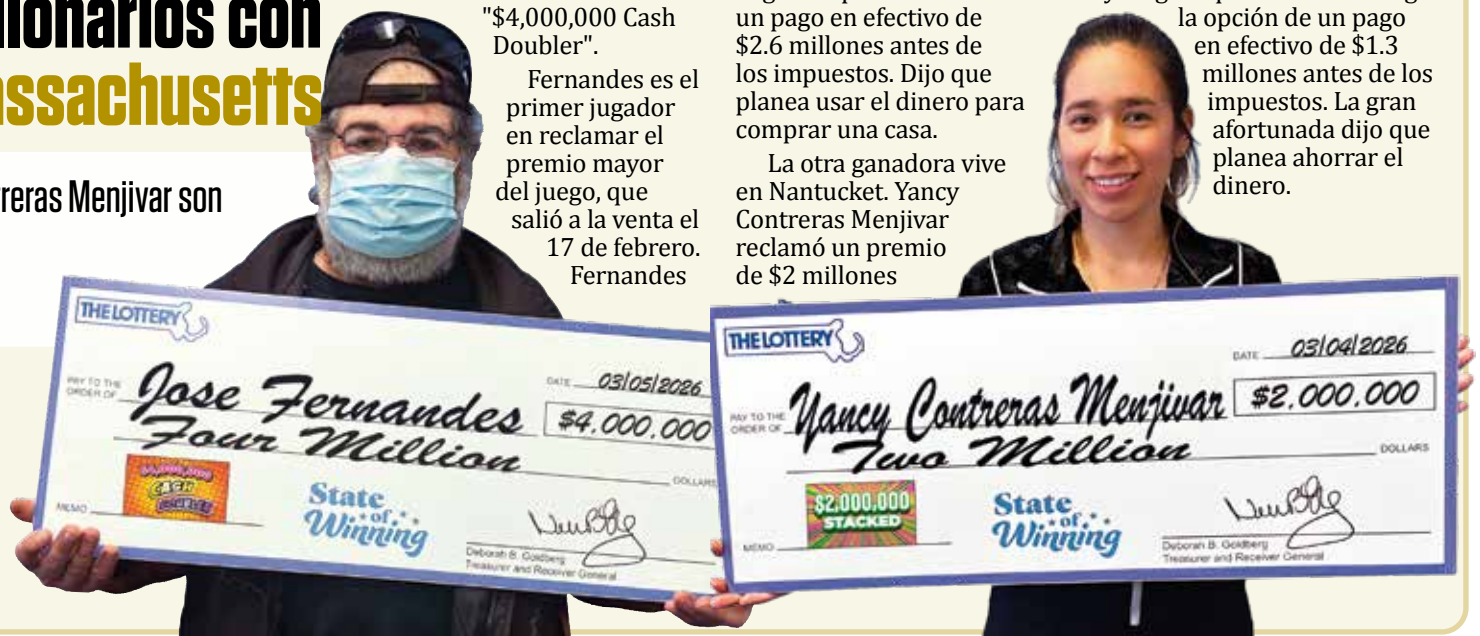 llonarios con
assachusetts
reras Menjivar son
"$4,000,000 Cash
Doubler".
Fernandes es el
primer jugador
en reclamar el
premio mayor
del juego, que
salió a la venta el
17 de febrero.
Fernandes
un pago en efectivo de
$2.6 millones antes de
los impuestos. Dijo que
planea usar el dinero para
comprar una casa.
La otra ganadora vive
en Nantucket. Yancy
Contreras Menjivar
reclamó un premio
de $2 millones
la opción de un pago
en efectivo de $1.3
millones antes de los
impuestos. La gran
afortunada dijo que
planea ahorrar el
dinero.
THE LOTTERY
DATE 03/05/2026
PAY TO THE
ORDER OF Jose Fernandes $4,000,000
Four Million
DOLLARS
$4,000,000
CASH
DOUBLER
MEMO
State
of
Winning
Deborah B. Goldberg
Treasurer and Receiver General
THE LOTTERY
DATE 03/04/2026
PAY TO THE
ORDER OF Yancy Contreras Menjivar $2,000,000
Two Million
DOLLARS
$2,000,000
STACKED
MEMO
State
of
Winning
Deborah B. Goldberg
Treasurer and Receiver General